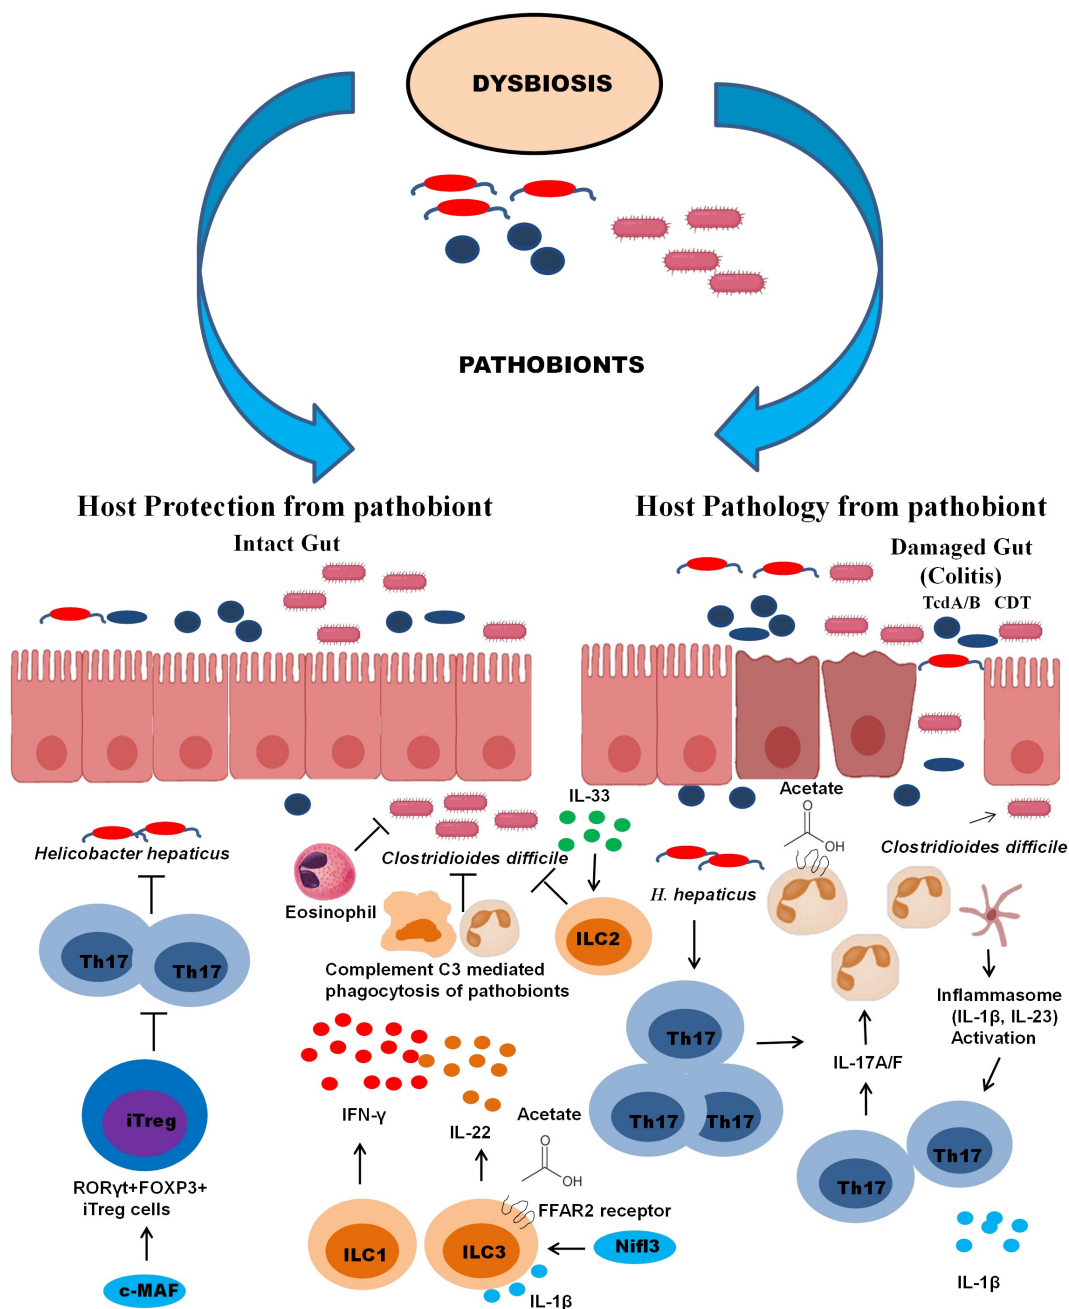 DYSBIOSIS
PATHOBIONTS
Host Protection from pathobiont
Intact Gut
Host Pathology from pathobiont
Damaged Gut
(Colitis)
TcdA/B CDT
Helicobacter hepaticus
Th17
Th17
iTreg
RORγt+FOXP3+
iTreg cells
c-MAF
Eosinophil
Clostridioides difficile
IL-33
ILC2
Complement C3 mediated
phagocytosis of pathobionts
IFN-γ
IL-22
Acetate
O
OH
FFAR2 receptor
ILC1
ILC3
Nifl3
IL-1β
Acetate
O
OH
Clostridioides difficile
H. hepaticus
Th17
Th17
Th17
IL-17A/F
Inflammasome
(IL-1β, IL-23)
Activation
Th17
Th17
IL-1β